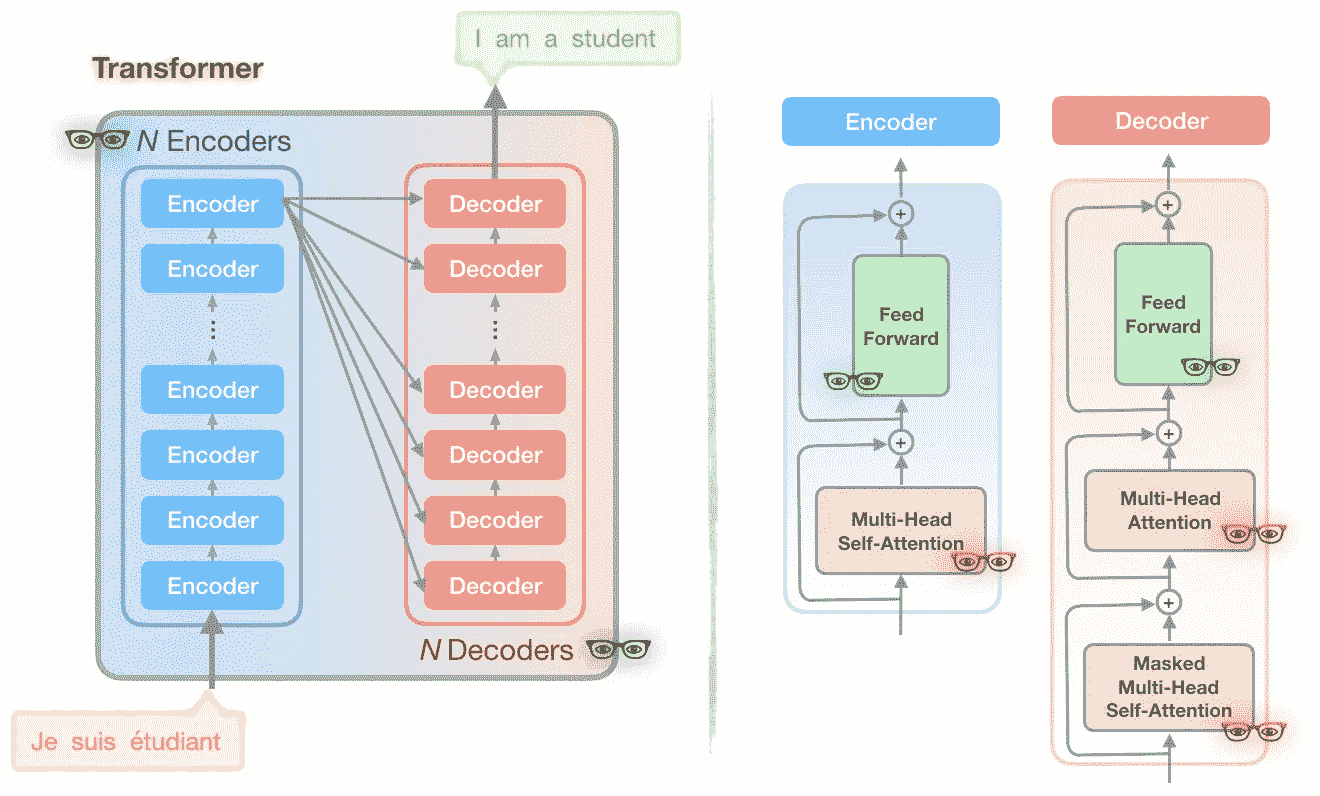 Transformer
I am a student
N Encoders
Encoder
Encoder
⋮
Encoder
Encoder
Encoder
Encoder
Decoder
Decoder
⋮
Decoder
Decoder
Decoder
Decoder
N Decoders
Je suis étudiant
Encoder
+
Feed
Forward
+
Multi-Head
Self-Attention
Decoder
+
Feed
Forward
+
Multi-Head
Attention
+
Masked
Multi-Head
Self-Attention